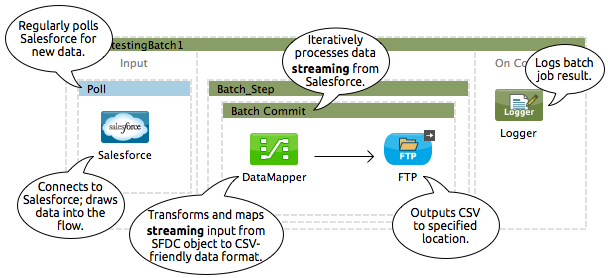 Regularly polls
Salesforce for
new data.
testingBatch1
Input
Poll
salesforce
Salesforce
Connects to
Salesforce; draws
data into the
flow.
Iteratively
processes data
streaming from
Salesforce.
Batch_Step
Batch Commit
DataMapper
FTP
FTP
Transforms and maps
streaming input from
SFDC object to CSV-
friendly data format.
Outputs CSV
to specified
location.
On Co
Logs batch
job result.
Logger
Logger